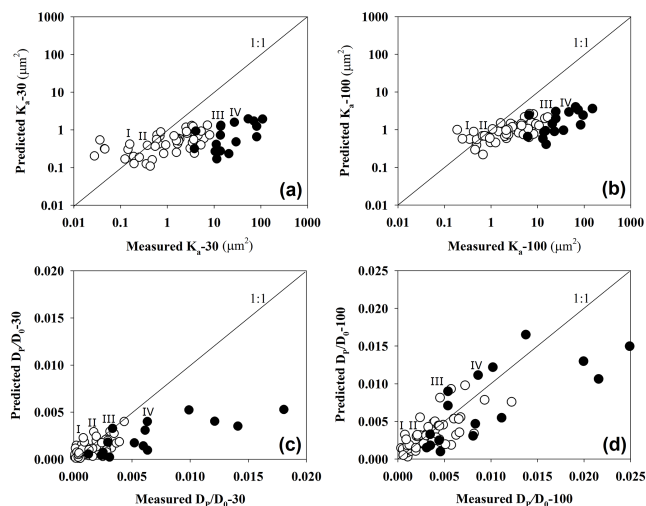 1000
100
10
1
0.1
0.01
Predicted Kₐ-30 (μm²)
1:1
I
II
III
IV
(a)
0.01 0.1 1 10 100 1000
Measured Kₐ-30 (μm²)
1000
100
10
1
0.1
0.01
Predicted Kₐ-100 (μm²)
1:1
I
II
III
IV
(b)
0.01 0.1 1 10 100 1000
Measured Kₐ-100 (μm²)
0.020
0.015
0.010
0.005
0.000
Predicted Dₚ/D₀-30
1:1
I
II
III
IV
(c)
0.000 0.005 0.010 0.015 0.020
Measured Dₚ/D₀-30
0.025
0.020
0.015
0.010
0.005
0.000
Predicted Dₚ/D₀-100
1:1
I
II
III
IV
(d)
0.000 0.005 0.010 0.015 0.020 0.025
Measured Dₚ/D₀-100